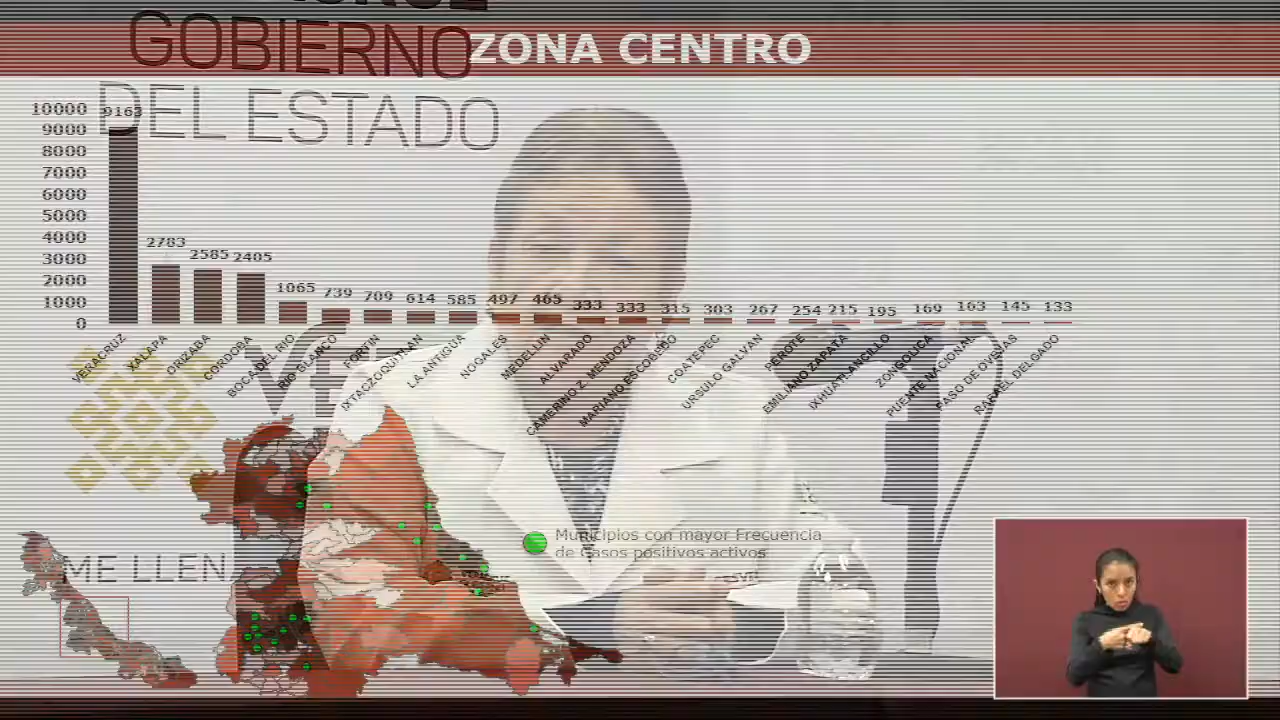 GOBIERNO
DEL ESTADO
ZONA CENTRO
10000
9000
8000
7000
6000
5000
4000
3000
2000
1000
0
9163
2783
2585
2405
1065
739
709
614
585
497
465
333
333
315
303
267
254
215
195
169
163
145
133
VERACRUZ
XALAPA
ORIZABA
CORDOBA
BOCA DEL RIO
RIO BLANCO
FORTIN
IXTACZOQUITLAN
LA ANTIGUA
NOGALES
MEDELLIN
ALVARADO
CAMERINO Z. MENDOZA
MARIANO ESCOBEDO
COATEPEC
URSULO GALVAN
PEROTE
EMILIANO ZAPATA
IXHUATLANCILLO
ZONGOLICA
PUENTE NACIONAL
PASO DE OVEJAS
RAFAEL DELGADO
Municipios con mayor Frecuencia
de Casos positivos activos
ME LLEN